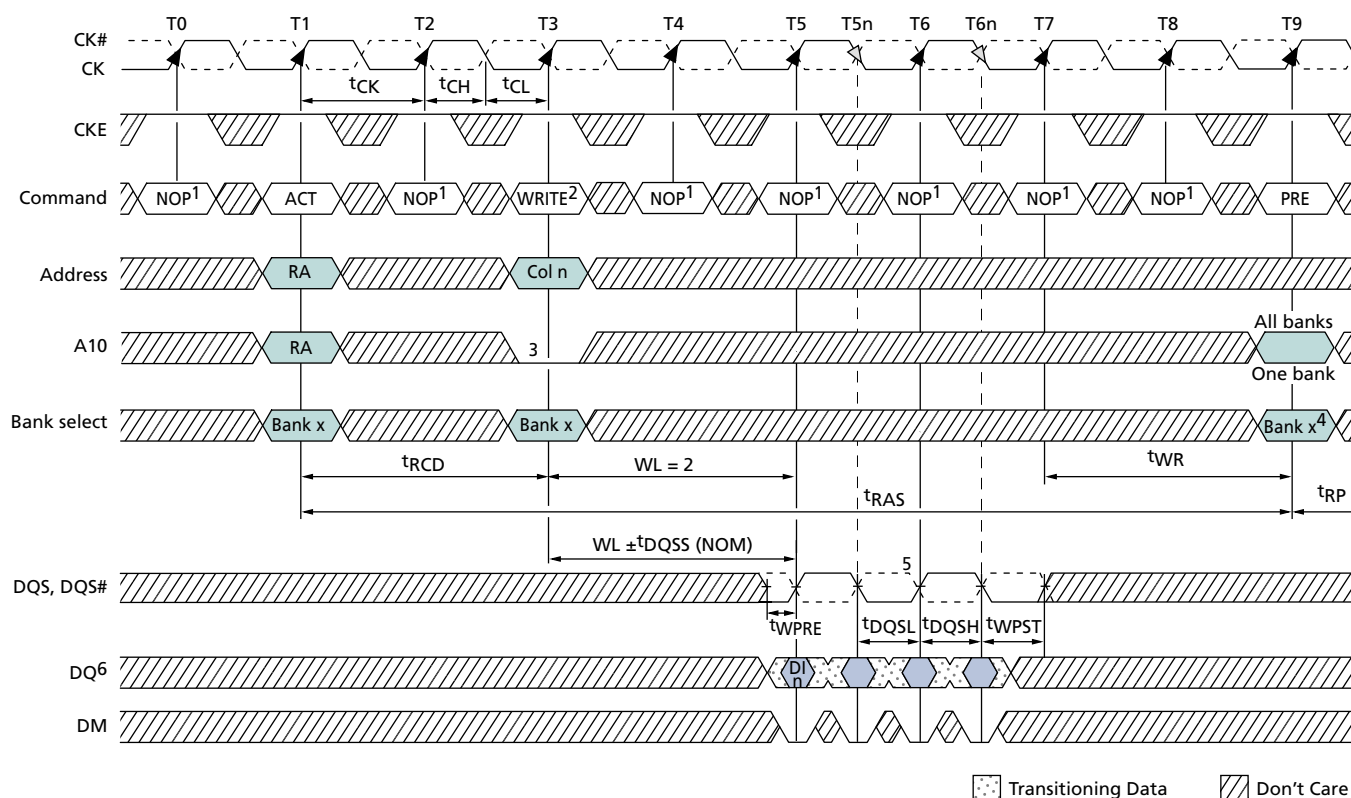 T0 T1 T2 T3 T4 T5 T5n T6 T6n T7 T8 T9
CK#
CK
tCK tCH tCL
CKE
Command NOP1 ACT NOP1 WRITE2 NOP1 NOP1 NOP1 NOP1 NOP1 PRE
Address RA Col n
All banks
A10 RA 3
One bank
Bank select Bank x Bank x Bank x4
tRCD WL = 2 tWR
tRAS tRP
WL ±tDQSS (NOM)
5
DQS, DQS#
tWPRE tDQSL tDQSH tWPST
DQ6 DI
n
DM
Transitioning Data Don't Care